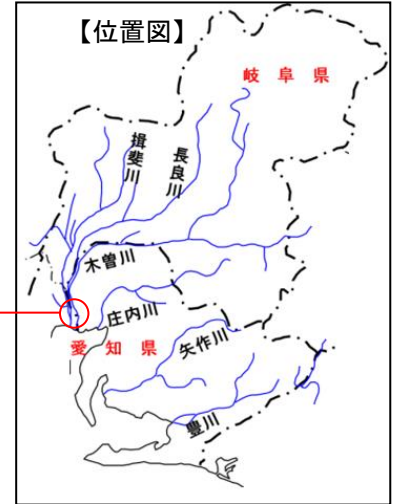 【位置図】
岐阜県
揖斐川
長良川
木曽川
庄内川
愛知県
矢作川
豊川